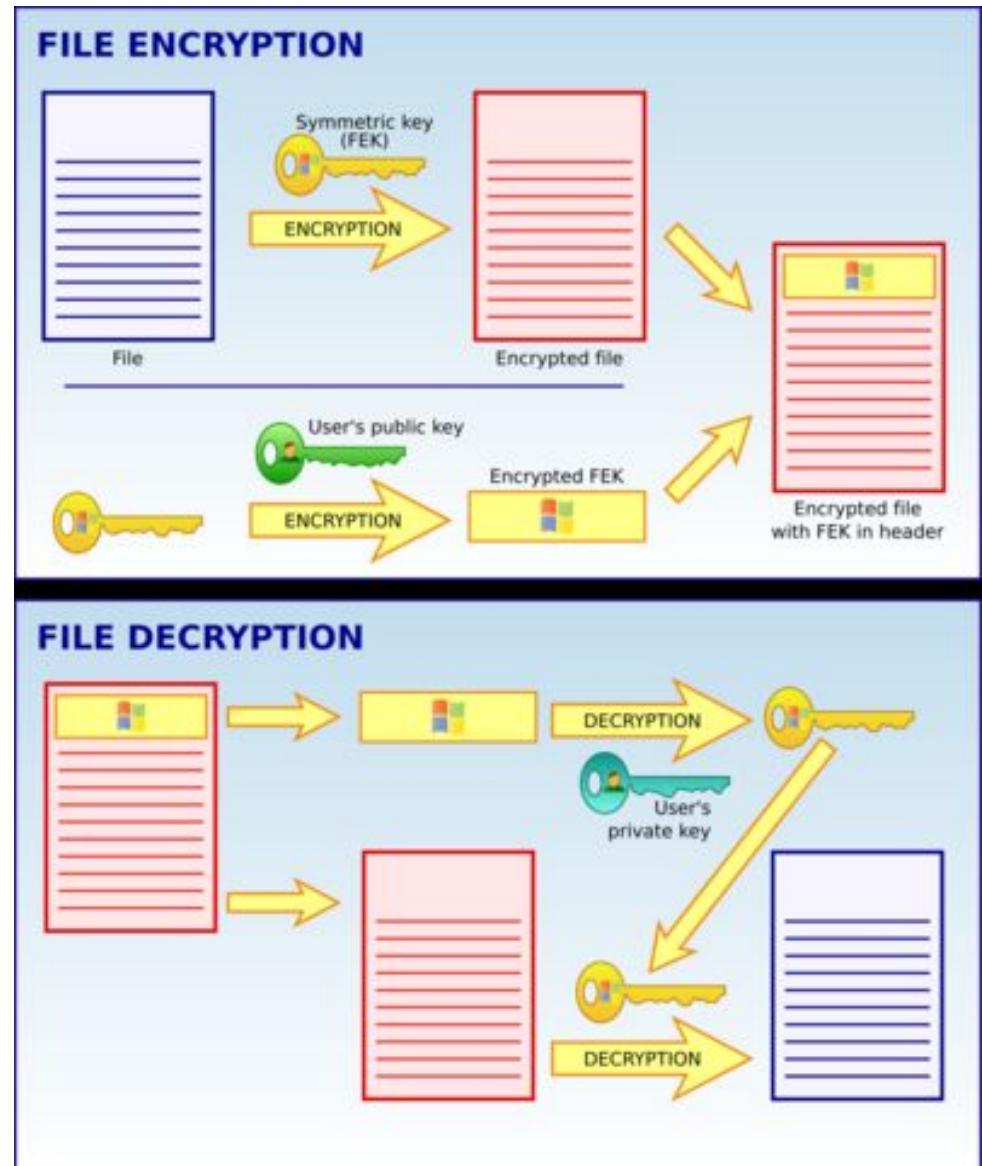 FILE ENCRYPTION
Symmetric key
(FEK)
ENCRYPTION
File
Encrypted file
User's public key
ENCRYPTION
Encrypted FEK
Encrypted file
with FEK in header
FILE DECRYPTION
DECRYPTION
User's
private key
DECRYPTION